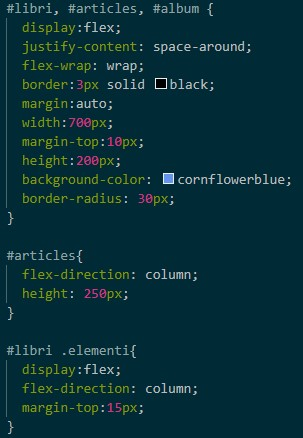 #libri, #articles, #album {
display:flex;
justify-content: space-around;
flex-wrap: wrap;
border:3px solid black;
margin:auto;
width:700px;
margin-top:10px;
height:200px;
background-color: cornflowerblue;
border-radius: 30px;
}
#articles{
flex-direction: column;
height: 250px;
}
#libri .elementi{
display:flex;
flex-direction: column;
margin-top:15px;
}